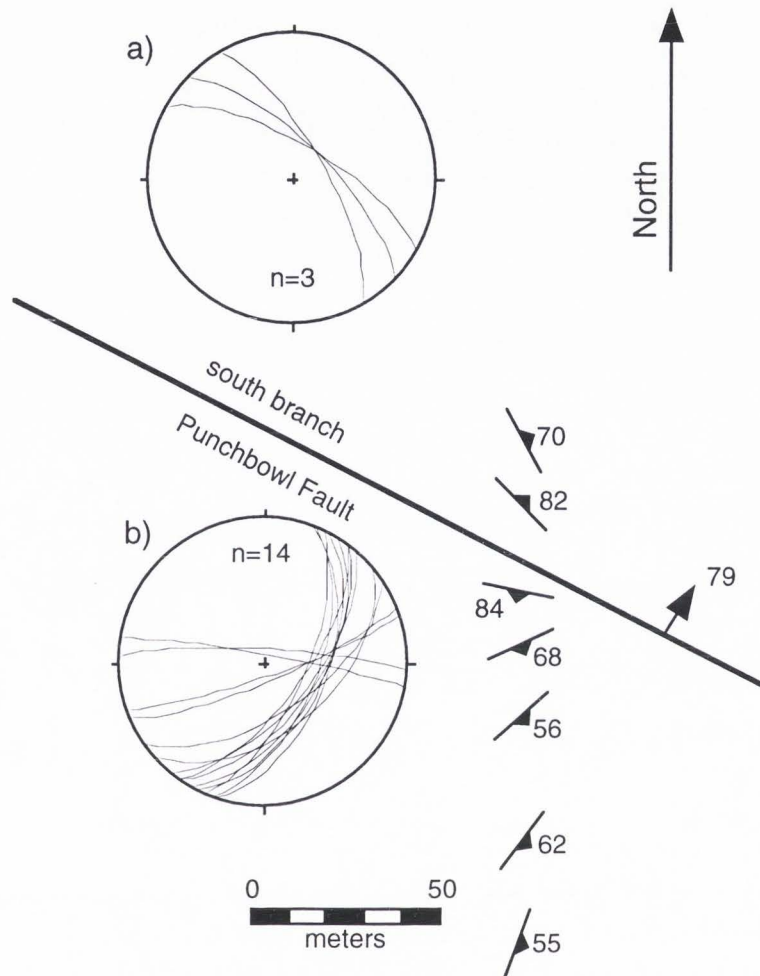 a)
North
n=3
south branch
Punchbowl Fault
70
82
b)
n=14
79
84
68
56
62
0 50
meters
55